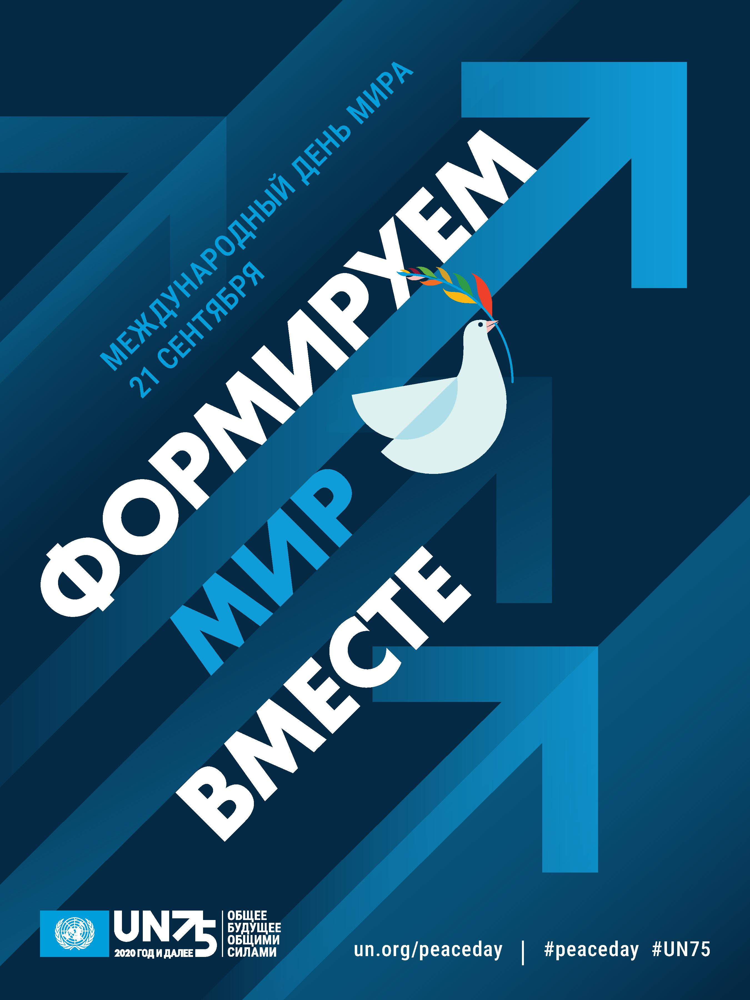 МЕЖДУНАРОДНЫЙ ДЕНЬ МИРА
21 СЕНТЯБРЯ
ФОРМИРУЕМ
МИР
ВМЕСТЕ
UN75
2020 ГОД И ДАЛЕЕ
ОБЩЕЕ
БУДУЩЕЕ
ОБЩИМИ
СИЛАМИ
un.org/peaceday | #peaceday #UN75